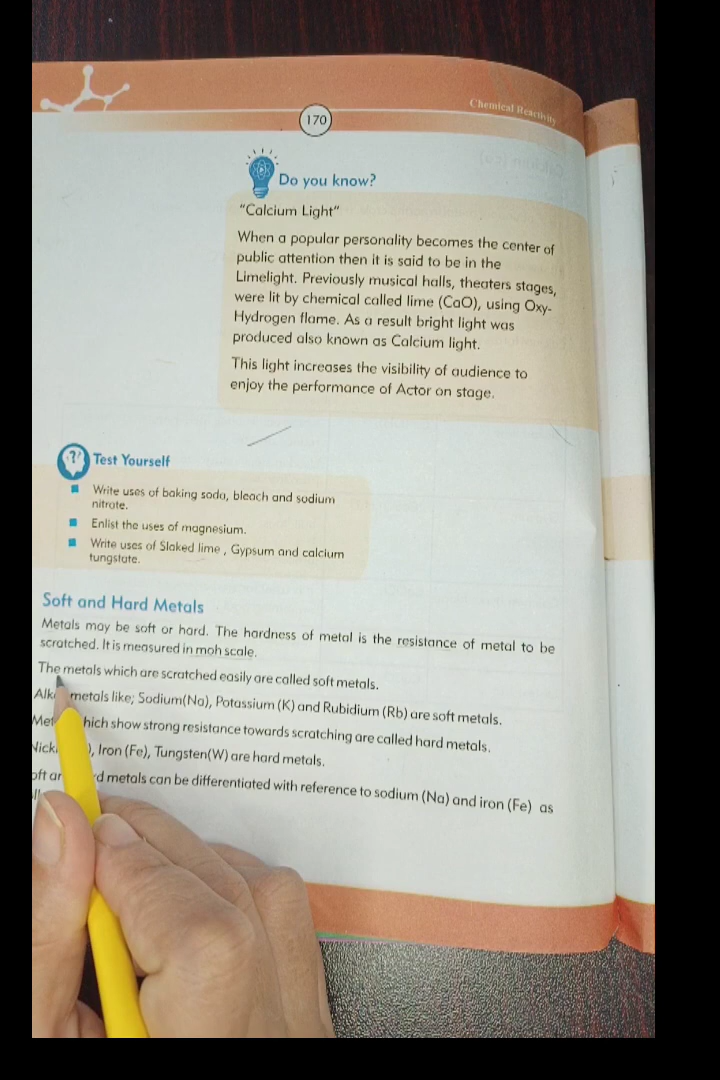 Chemical Reactivity
170
Do you know?
"Calcium Light"
When a popular personality becomes the center of
public attention then it is said to be in the
Limelight. Previously musical halls, theaters stages,
were lit by chemical called lime (CaO), using Oxy-
Hydrogen flame. As a result bright light was
produced also known as Calcium light.
This light increases the visibility of audience to
enjoy the performance of Actor on stage.
Test Yourself
Write uses of baking soda, bleach and sodium
nitrate.
Enlist the uses of magnesium.
Write uses of Slaked lime , Gypsum and calcium
tungstate.
Soft and Hard Metals
Metals may be soft or hard. The hardness of metal is the resistance of metal to be
scratched. It is measured in moh scale.
The metals which are scratched easily are called soft metals.
metals like; Sodium(Na), Potassium (K) and Rubidium (Rb) are soft metals.
which show strong resistance towards scratching are called hard metals.
Iron (Fe), Tungsten(W) are hard metals.
metals can be differentiated with reference to sodium (Na) and iron (Fe) as